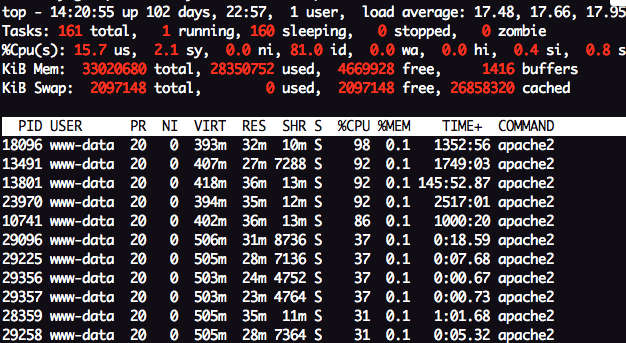 top - 14:20:55 up 102 days, 22:57,  1 user,  load average: 17.48, 17.66, 17.95
Tasks: 161 total,   1 running, 160 sleeping,   0 stopped,   0 zombie
%Cpu(s): 15.7 us,  2.1 sy,  0.0 ni, 81.0 id,  0.0 wa,  0.0 hi,  0.4 si,  0.8 s
KiB Mem:  33020680 total, 28350752 used,  4669928 free,     1416 buffers
KiB Swap:  2097148 total,        0 used,  2097148 free, 26858320 cached
PID USER      PR  NI  VIRT  RES  SHR S  %CPU %MEM    TIME+  COMMAND
18096 www-data  20   0  393m  32m  10m S    98  0.1   1352:56 apache2
13491 www-data  20   0  407m  27m 7288 S    92  0.1   1749:03 apache2
13801 www-data  20   0  418m  36m  13m S    92  0.1 145:52.87 apache2
23970 www-data  20   0  394m  35m  12m S    92  0.1   2517:01 apache2
10741 www-data  20   0  402m  36m  13m S    86  0.1   1000:20 apache2
29096 www-data  20   0  506m  31m 8736 S    37  0.1   0:18.59 apache2
29225 www-data  20   0  505m  28m 7136 S    37  0.1   0:07.68 apache2
29356 www-data  20   0  503m  24m 4752 S    37  0.1   0:00.67 apache2
29357 www-data  20   0  503m  23m 4764 S    37  0.1   0:00.73 apache2
28359 www-data  20   0  505m  35m  11m S    31  0.1   1:01.68 apache2
29258 www-data  20   0  505m  28m 7364 S    31  0.1   0:05.32 apache2